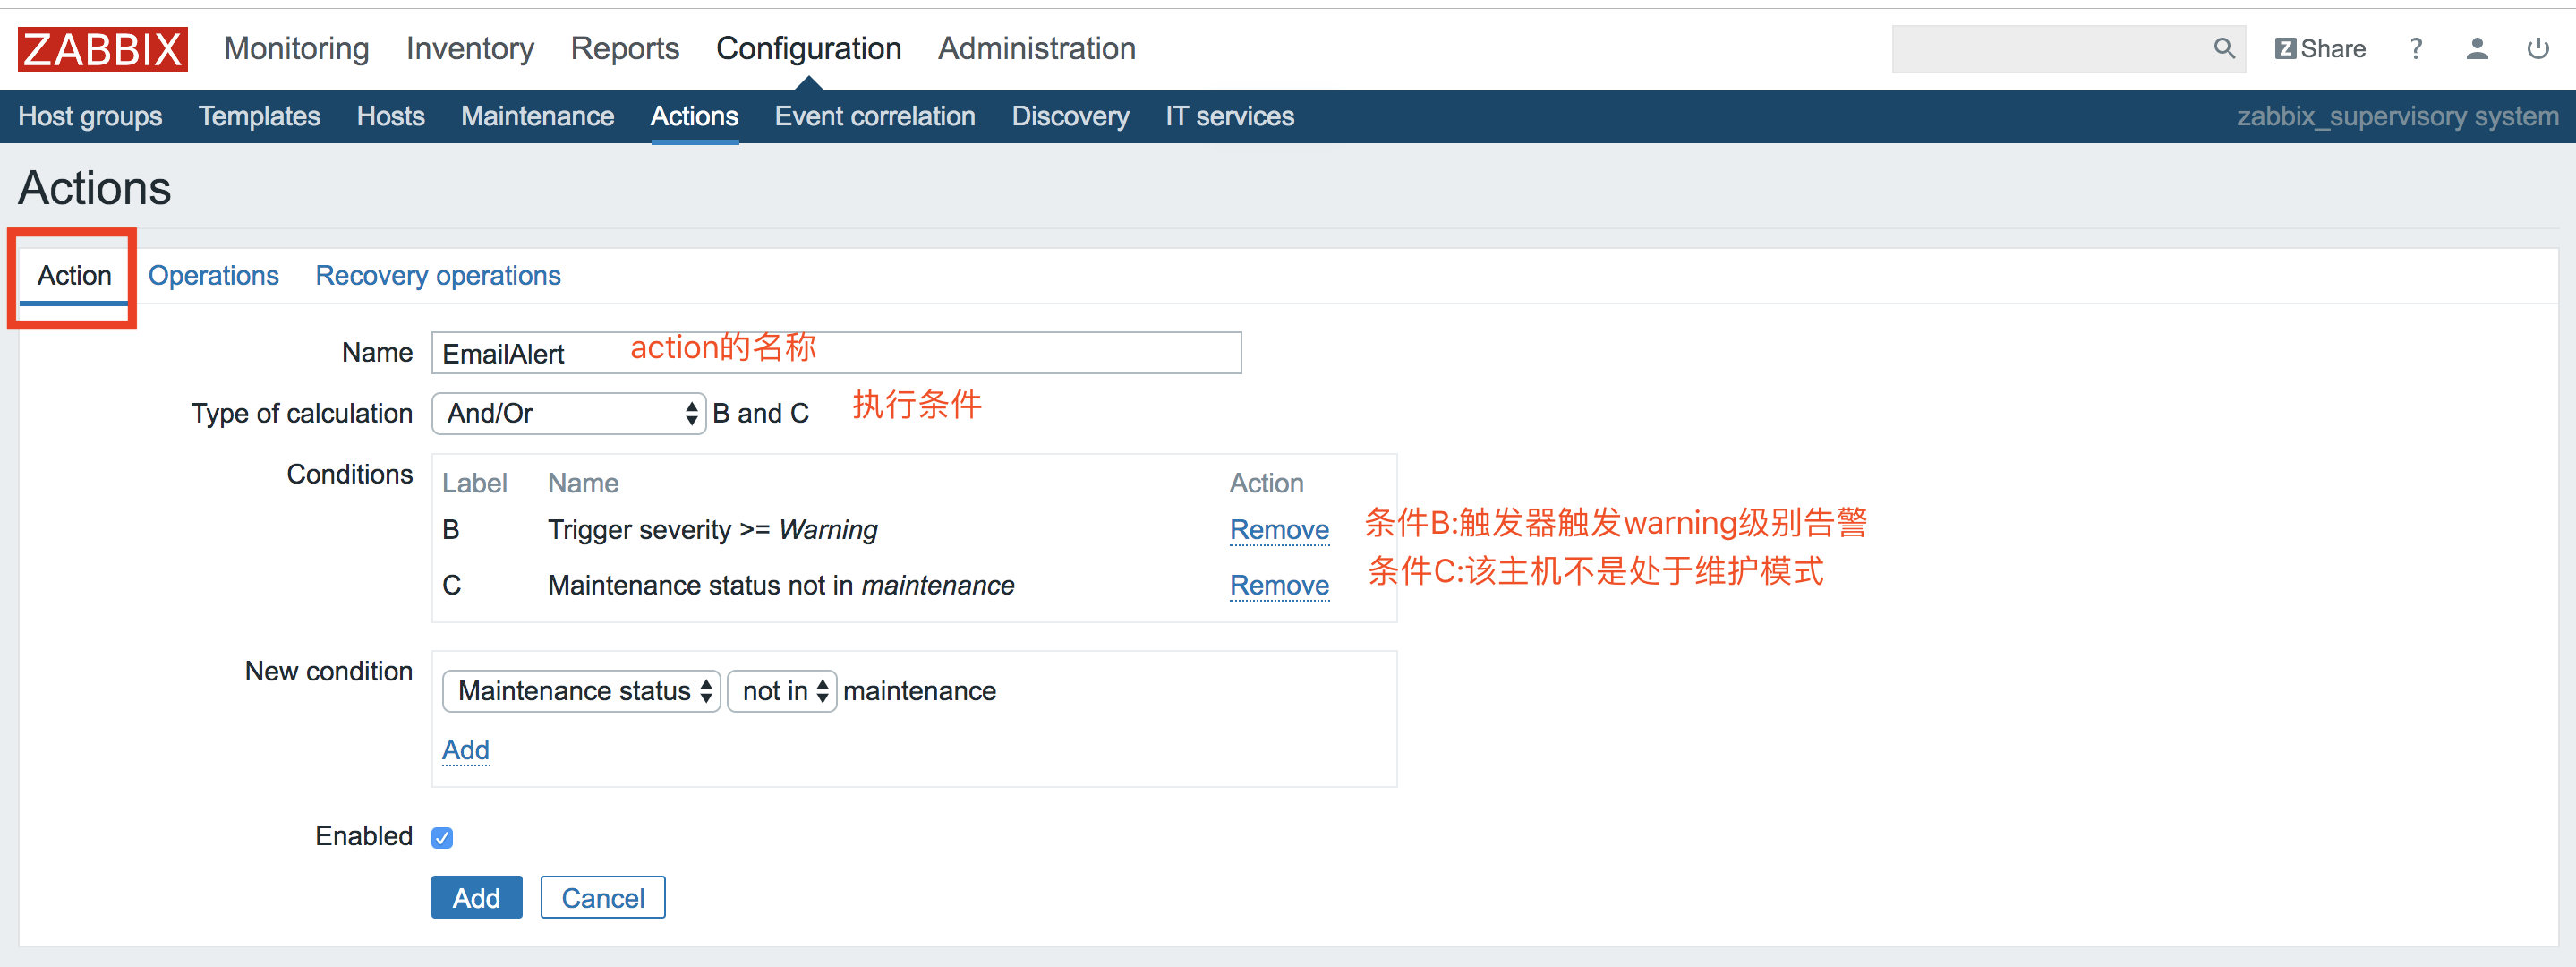 ZABBIX Monitoring Inventory Reports Configuration Administration Z Share ?
Host groups Templates Hosts Maintenance Actions Event correlation Discovery IT services zabbix_supervisory system
Actions
Action Operations Recovery operations
Name EmailAlert action的名称
Type of calculation And/Or B and C 执行条件
Conditions Label Name Action
B Trigger severity >= Warning Remove 条件B:触发器触发warning级别告警
C Maintenance status not in maintenance Remove 条件C:该主机不是处于维护模式
New condition Maintenance status not in maintenance
Add
Enabled
Add Cancel